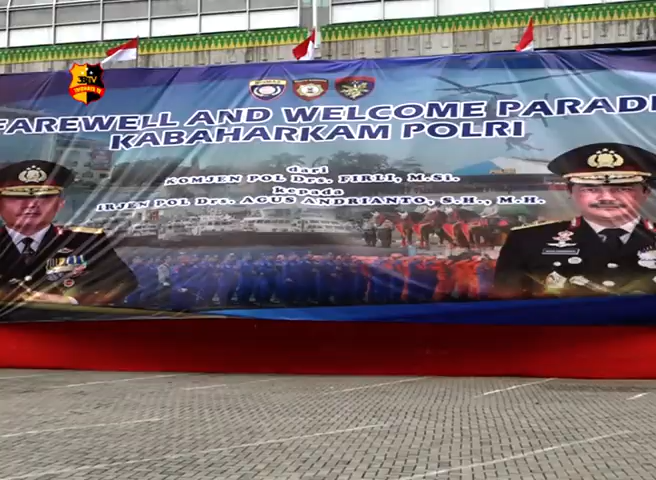 FAREWELL AND WELCOME PARADE
KABAHARKAM POLRI
dari
KOMJEN POL Drs. FIRLI, M.Si.
kepada
IRJEN POL Drs. AGUS ANDRIANTO, S.H., M.H.